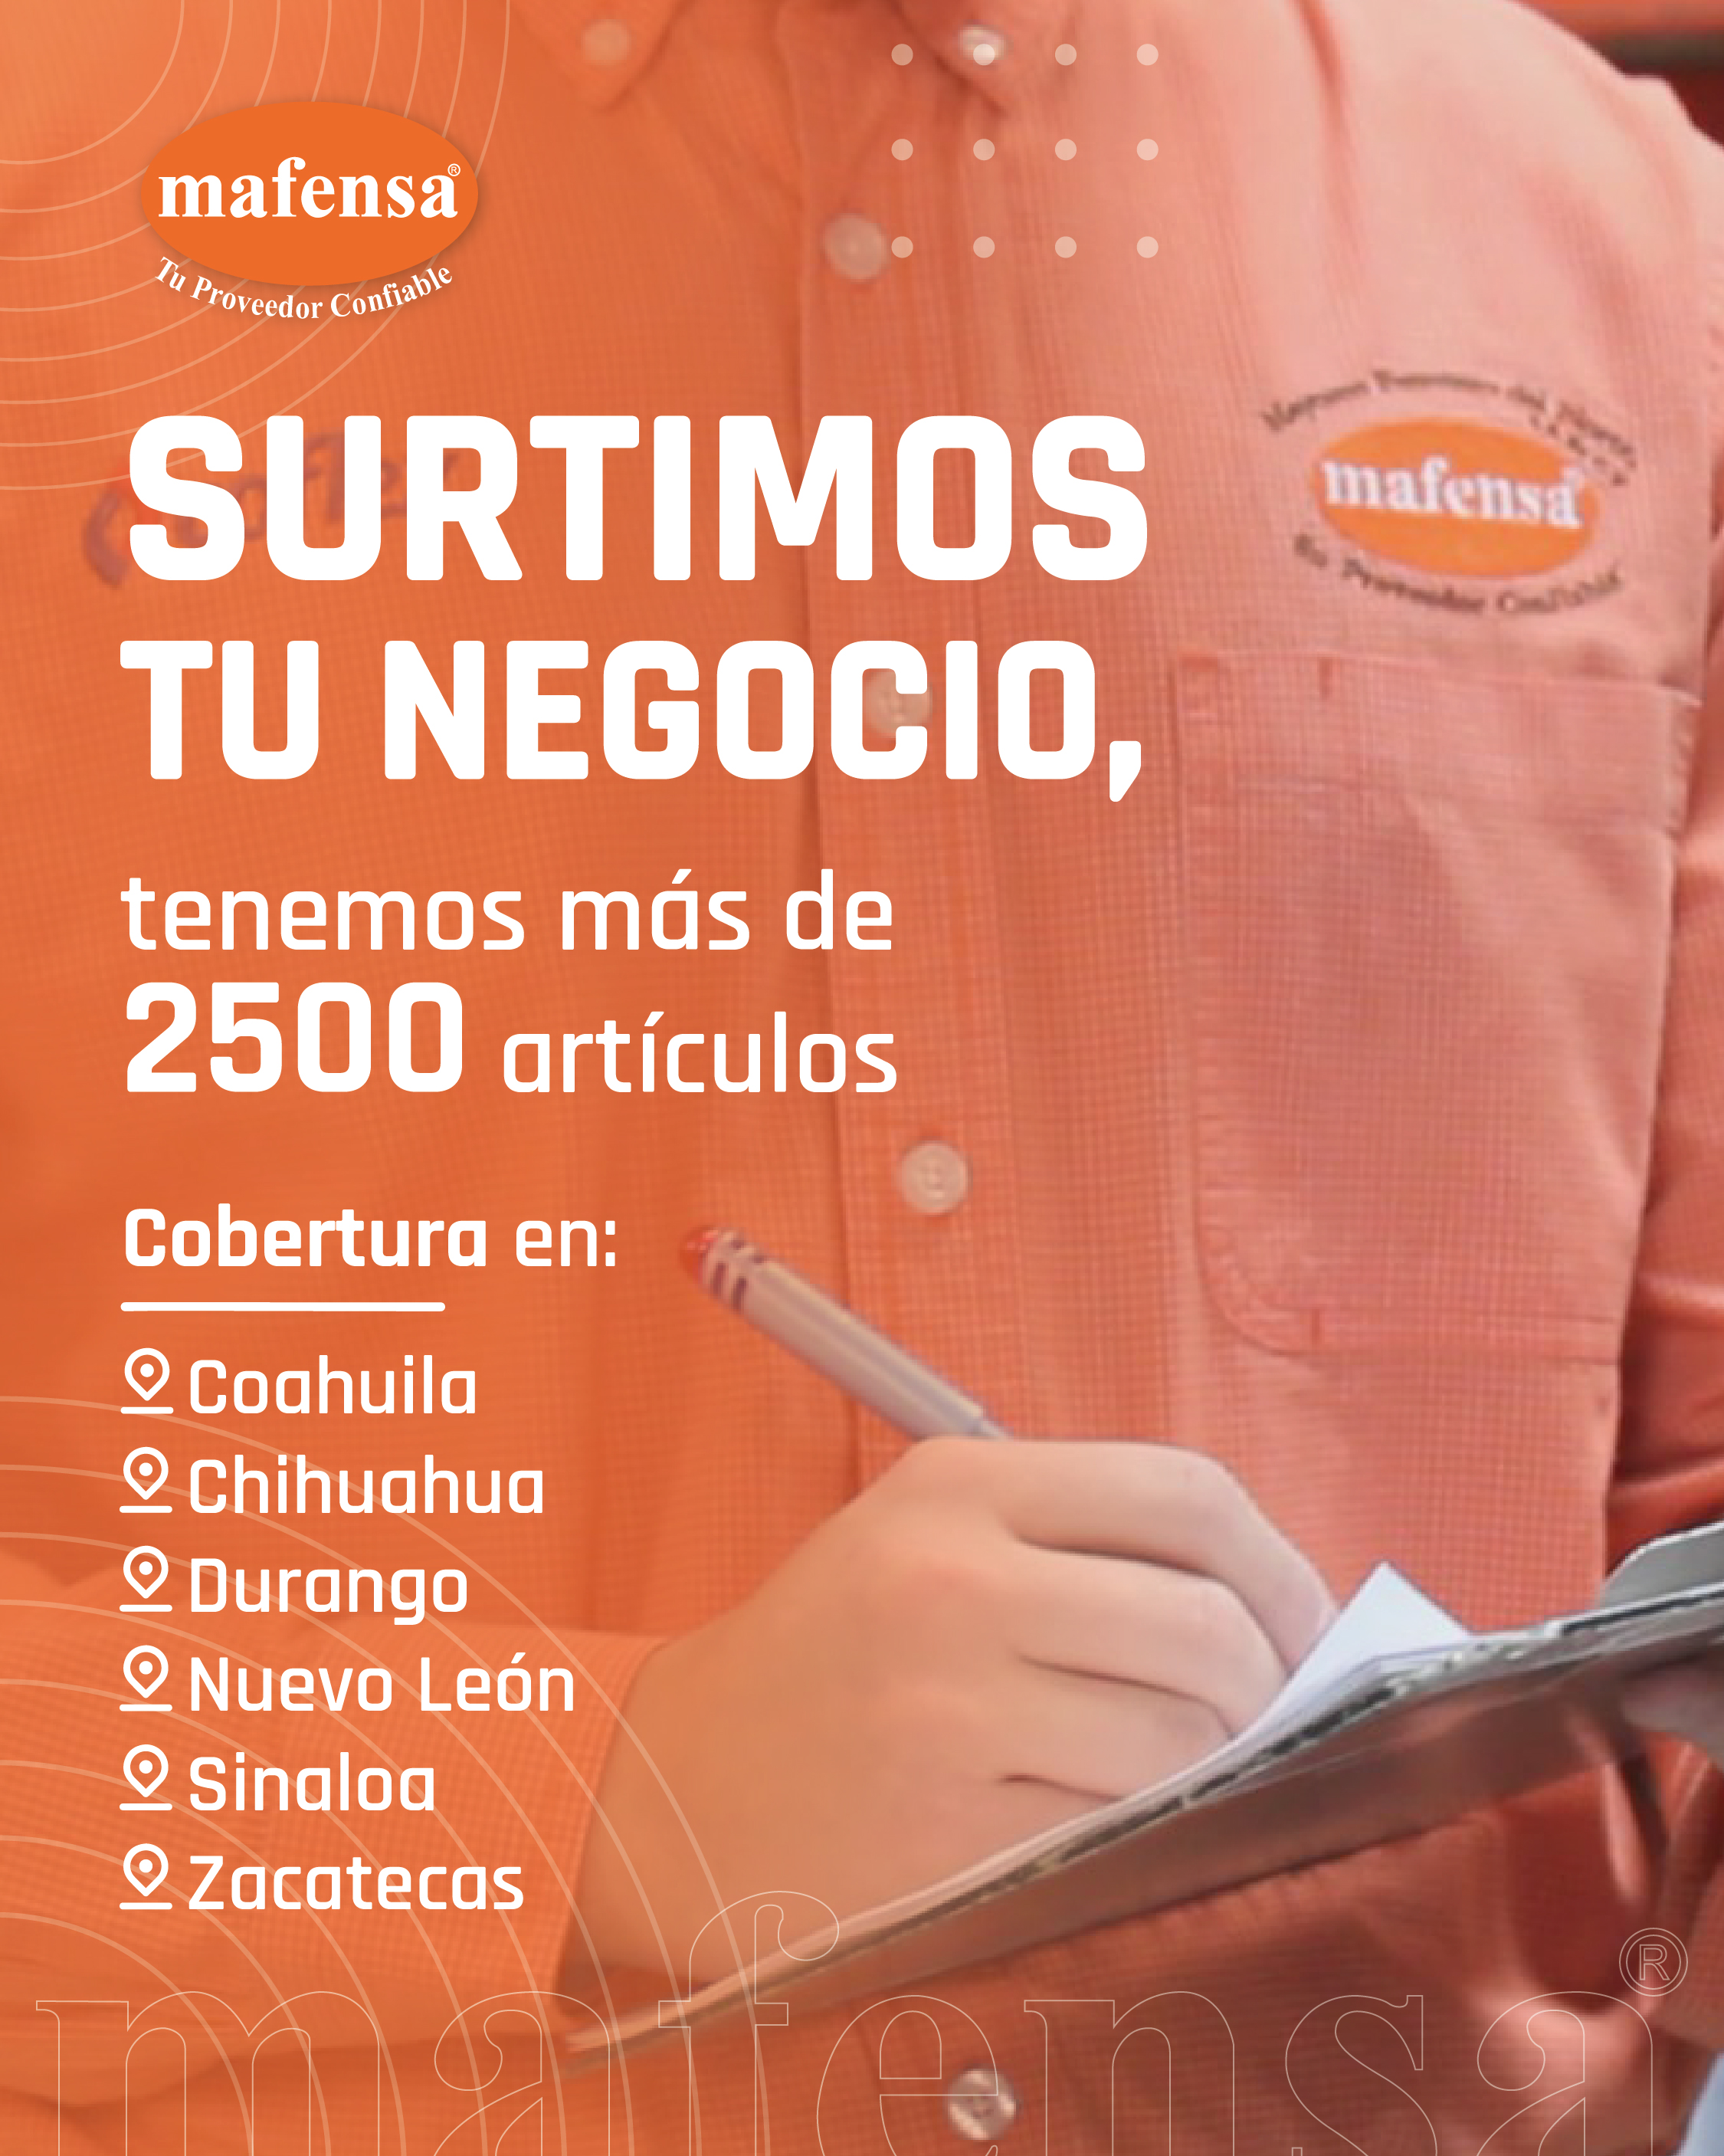 mafensa®
Tu Proveedor Confiable
SURTIMOS
TU NEGOCIO,
tenemos más de
2500 artículos
Cobertura en:
Coahuila
Chihuahua
Durango
Nuevo León
Sinaloa
Zacatecas
mafensa
Proveedor Confiable
mafensa®